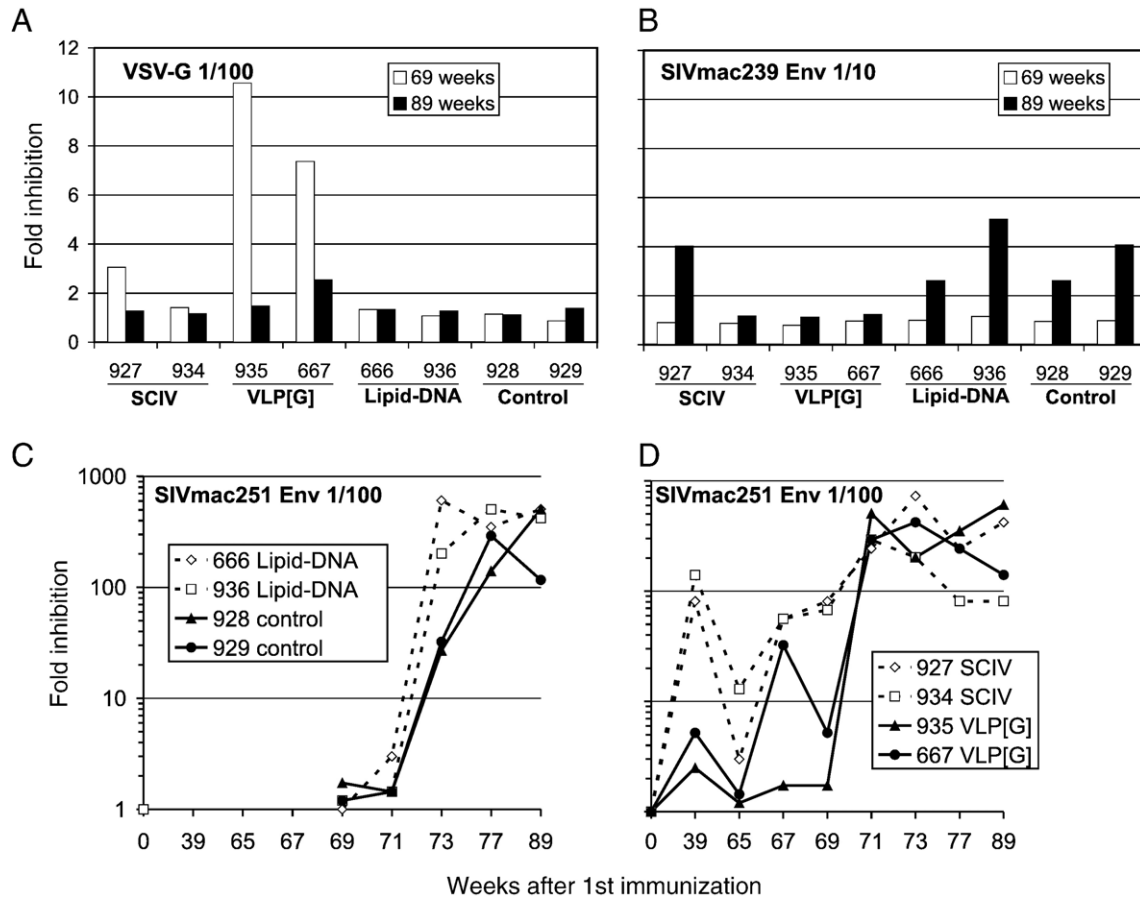 A
B
VSV-G 1/100
69 weeks
89 weeks
SIVmac239 Env 1/10
69 weeks
89 weeks
Fold inhibition
12
10
8
6
4
2
0
927 934 935 667 666 936 928 929
SCIV VLP[G] Lipid-DNA Control
927 934 935 667 666 936 928 929
SCIV VLP[G] Lipid-DNA Control
C
D
SIVmac251 Env 1/100
666 Lipid-DNA
936 Lipid-DNA
928 control
929 control
Fold inhibition
1000
100
10
1
0 39 65 67 69 71 73 77 89
SIVmac251 Env 1/100
927 SCIV
934 SCIV
935 VLP[G]
667 VLP[G]
0 39 65 67 69 71 73 77 89
Weeks after 1st immunization